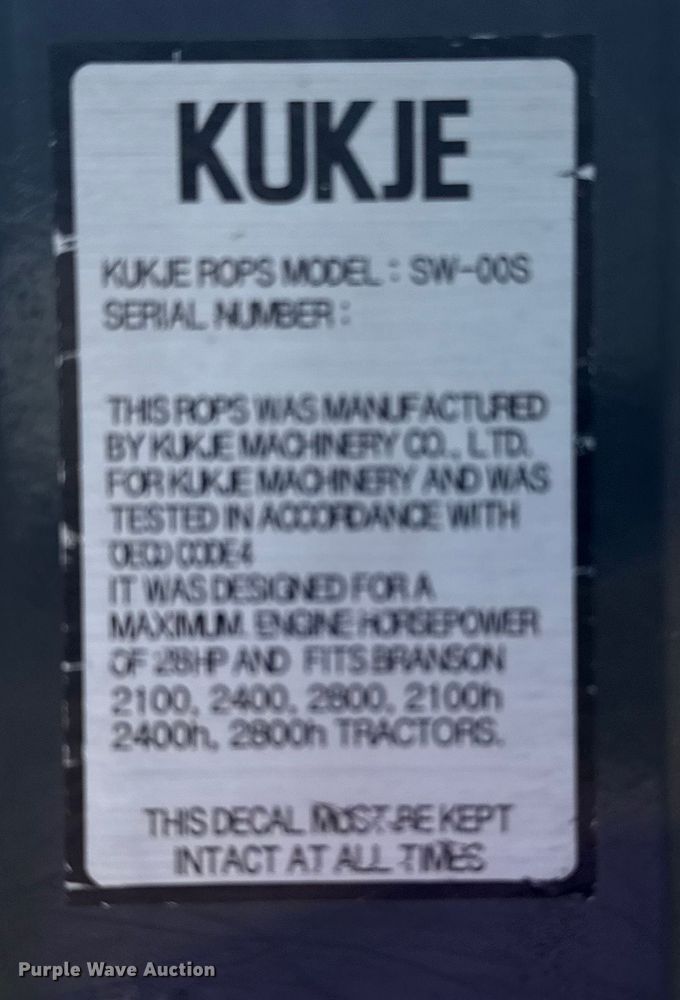 KUKJE
KUKJE ROPS MODEL : SW-00S
SERIAL NUMBER :
THIS ROPS WAS MANUFACTURED
BY KUKJE MACHINERY CO., LTD.
FOR KUKJE MACHINERY AND WAS
TESTED IN ACCORDANCE WITH
OECD CODE4
IT WAS DESIGNED FOR A
MAXIMUM. ENGINE HORSEPOWER
OF 28HP AND FITS BRANSON
2100, 2400, 2800, 2100h
2400h, 2800h TRACTORS.
THIS DECAL MUST BE KEPT
INTACT AT ALL TIMES
Purple Wave Auction